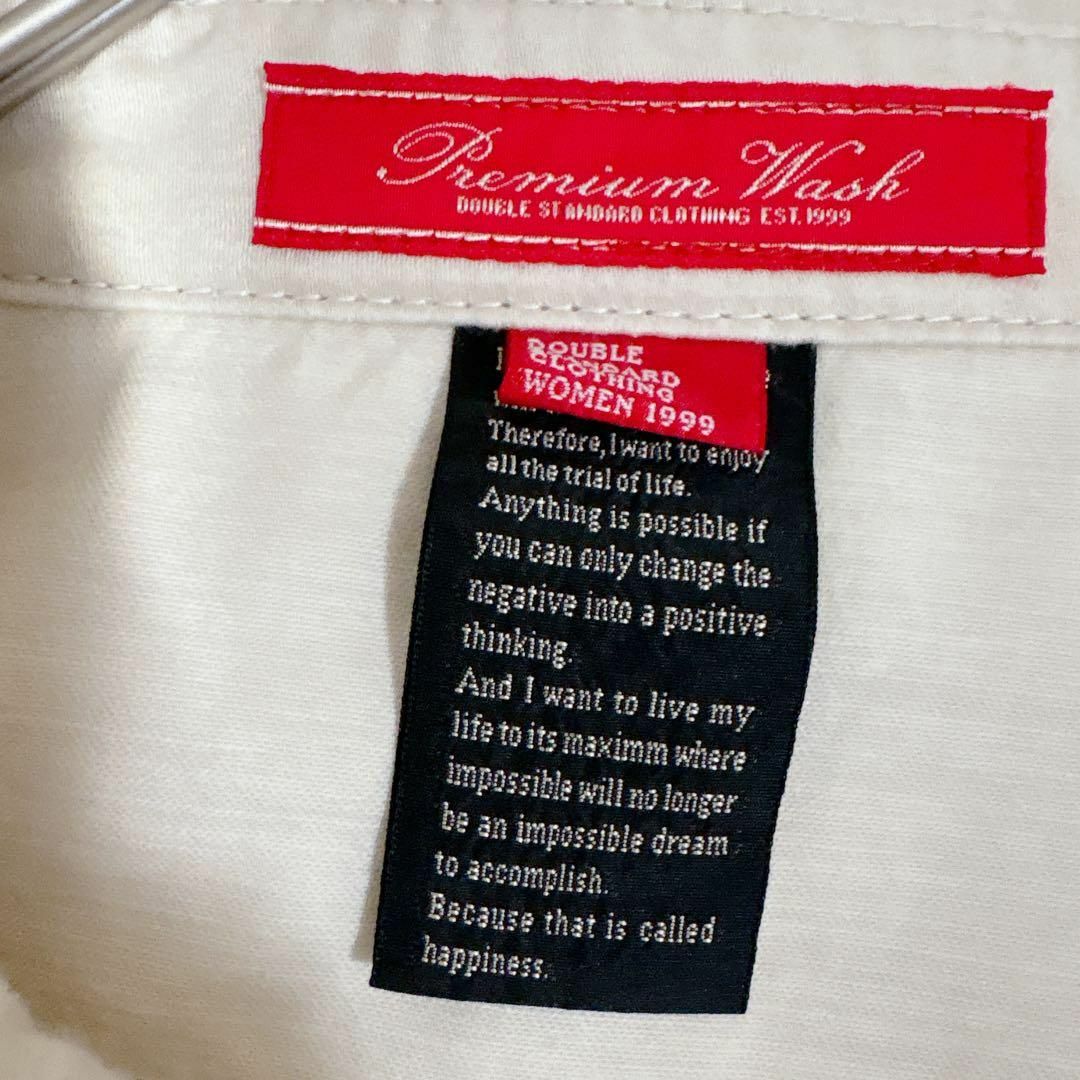 Premium Wash
DOUBLE STANDARD CLOTHING EST.1999
DOUBLE
STANDARD
CLOTHING
WOMEN 1999
Therefore, I want to enjoy
all the trial of life.
Anything is possible if
you can only change the
negative into a positive
thinking.
And I want to live my
life to its maximm where
impossible will no longer
be an impossible dream
to accomplish.
Because that is called
happiness.